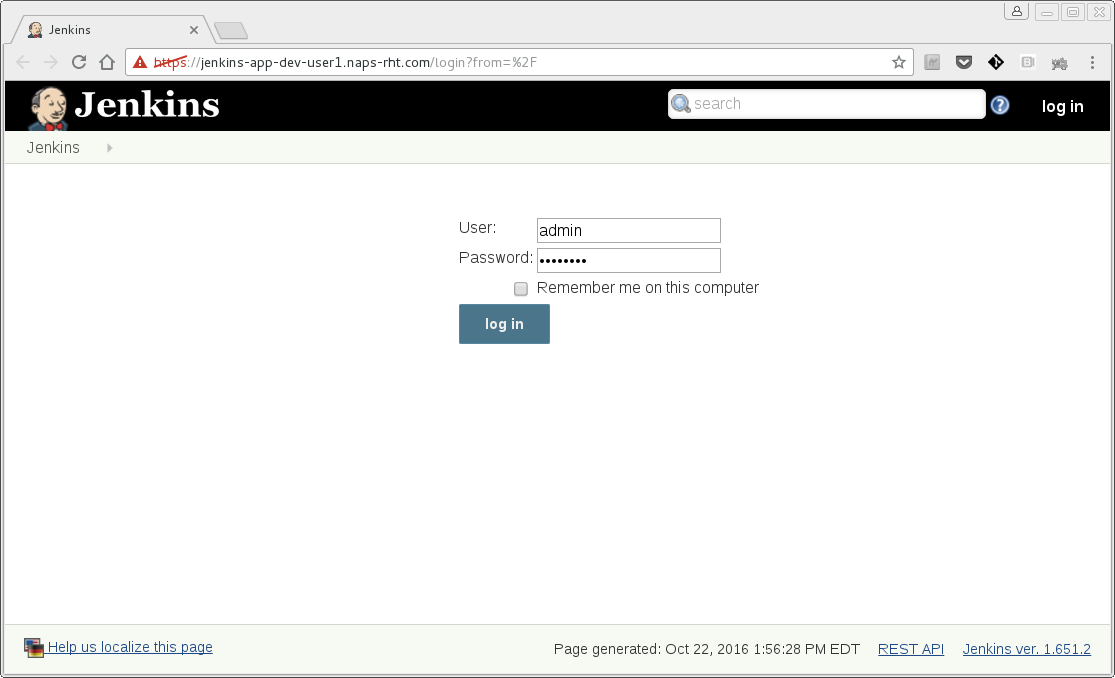 Jenkins
https://jenkins-app-dev-user1.naps-rht.com/login?from=%2F
Jenkins
search
log in
Jenkins
User: admin
Password: ••••••••
Remember me on this computer
log in
Help us localize this page
Page generated: Oct 22, 2016 1:56:28 PM EDT REST API Jenkins ver. 1.651.2